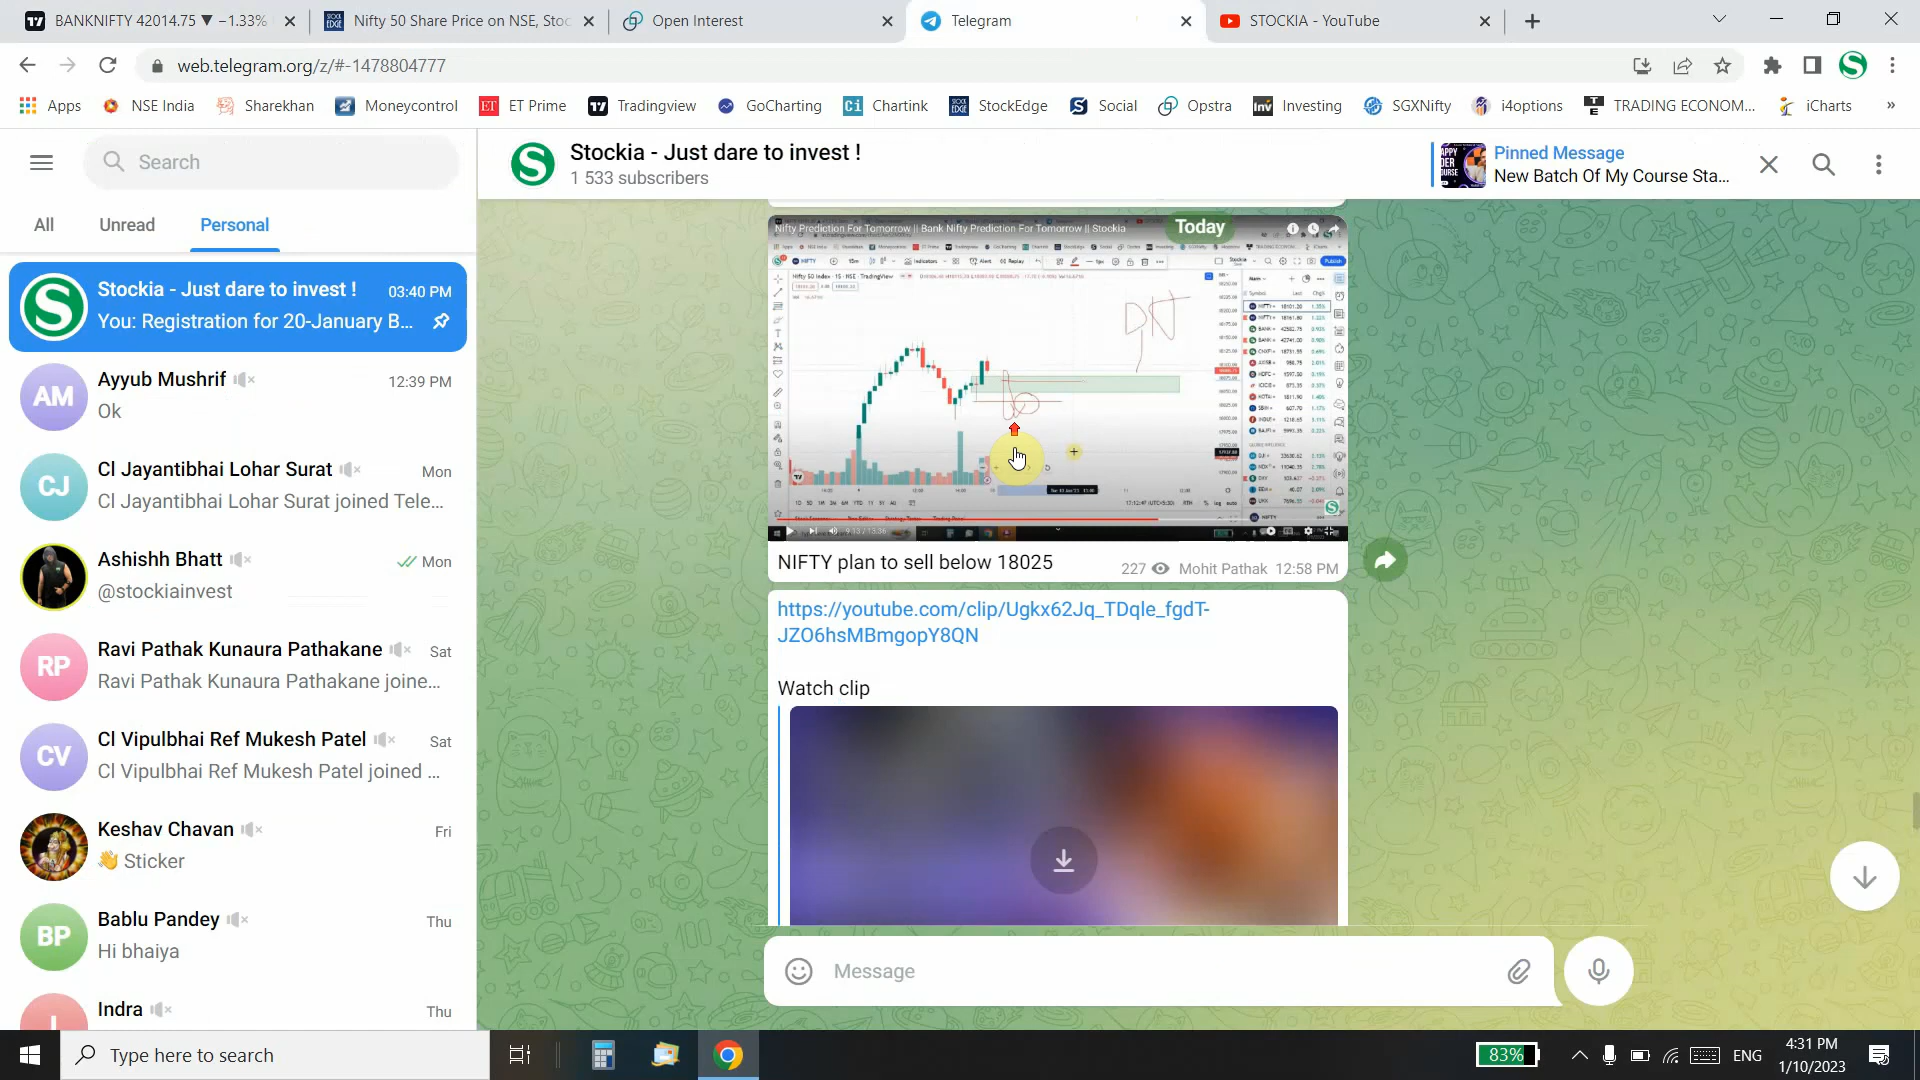 BANKNIFTY 42014.75 ▼ −1.33%
Nifty 50 Share Price on NSE, Stoc
Open Interest
Telegram
STOCKIA - YouTube
web.telegram.org/z/#-1478804777
Apps
NSE India
Sharekhan
Moneycontrol
ET Prime
Tradingview
GoCharting
Chartink
StockEdge
Social
Opstra
Investing
SGXNifty
i4options
TRADING ECONOM...
iCharts
Search
All
Unread
Personal
Stockia - Just dare to invest !
1 533 subscribers
Pinned Message
New Batch Of My Course Sta...
Stockia - Just dare to invest ! 03:40 PM
You: Registration for 20-January B...
AM
Ayyub Mushrif 12:39 PM
Ok
CJ
Cl Jayantibhai Lohar Surat Mon
Cl Jayantibhai Lohar Surat joined Tele...
Ashishh Bhatt Mon
@stockiainvest
RP
Ravi Pathak Kunaura Pathakane Sat
Ravi Pathak Kunaura Pathakane joine...
CV
Cl Vipulbhai Ref Mukesh Patel Sat
Cl Vipulbhai Ref Mukesh Patel joined ...
Keshav Chavan Fri
👋 Sticker
BP
Bablu Pandey Thu
Hi bhaiya
Indra Thu
Today
Nifty Prediction For Tomorrow || Bank Nifty Prediction For Tomorrow || Stockia
NIFTY plan to sell below 18025
227 Mohit Pathak 12:58 PM
https://youtube.com/clip/Ugkx62Jq_TDqle_fgdT-
JZO6hsMBmgopY8QN
Watch clip
Message
Type here to search
83%
ENG
4:31 PM
1/10/2023